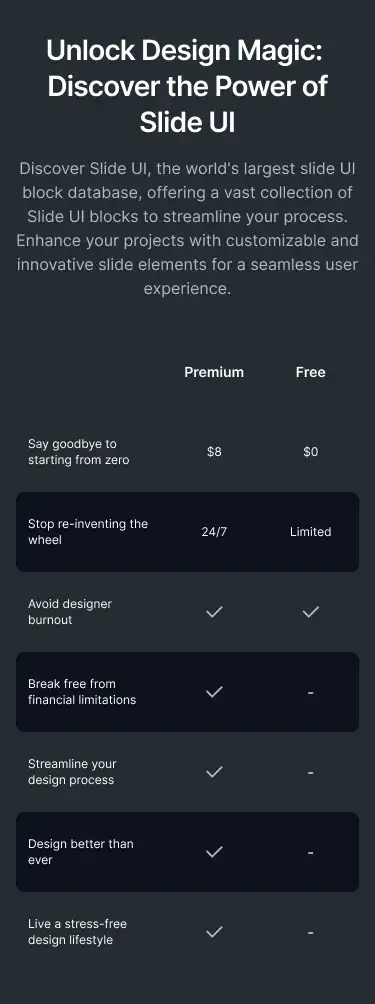 Unlock Design Magic:
Discover the Power of
Slide UI
Discover Slide UI, the world's largest slide UI
block database, offering a vast collection of
Slide UI blocks to streamline your process.
Enhance your projects with customizable and
innovative slide elements for a seamless user
experience.
Premium Free
Say goodbye to
starting from zero
$8 $0
Stop re-inventing the
wheel
24/7 Limited
Avoid designer
burnout
Break free from
financial limitations
-
Streamline your
design process
-
Design better than
ever
-
Live a stress-free
design lifestyle
-